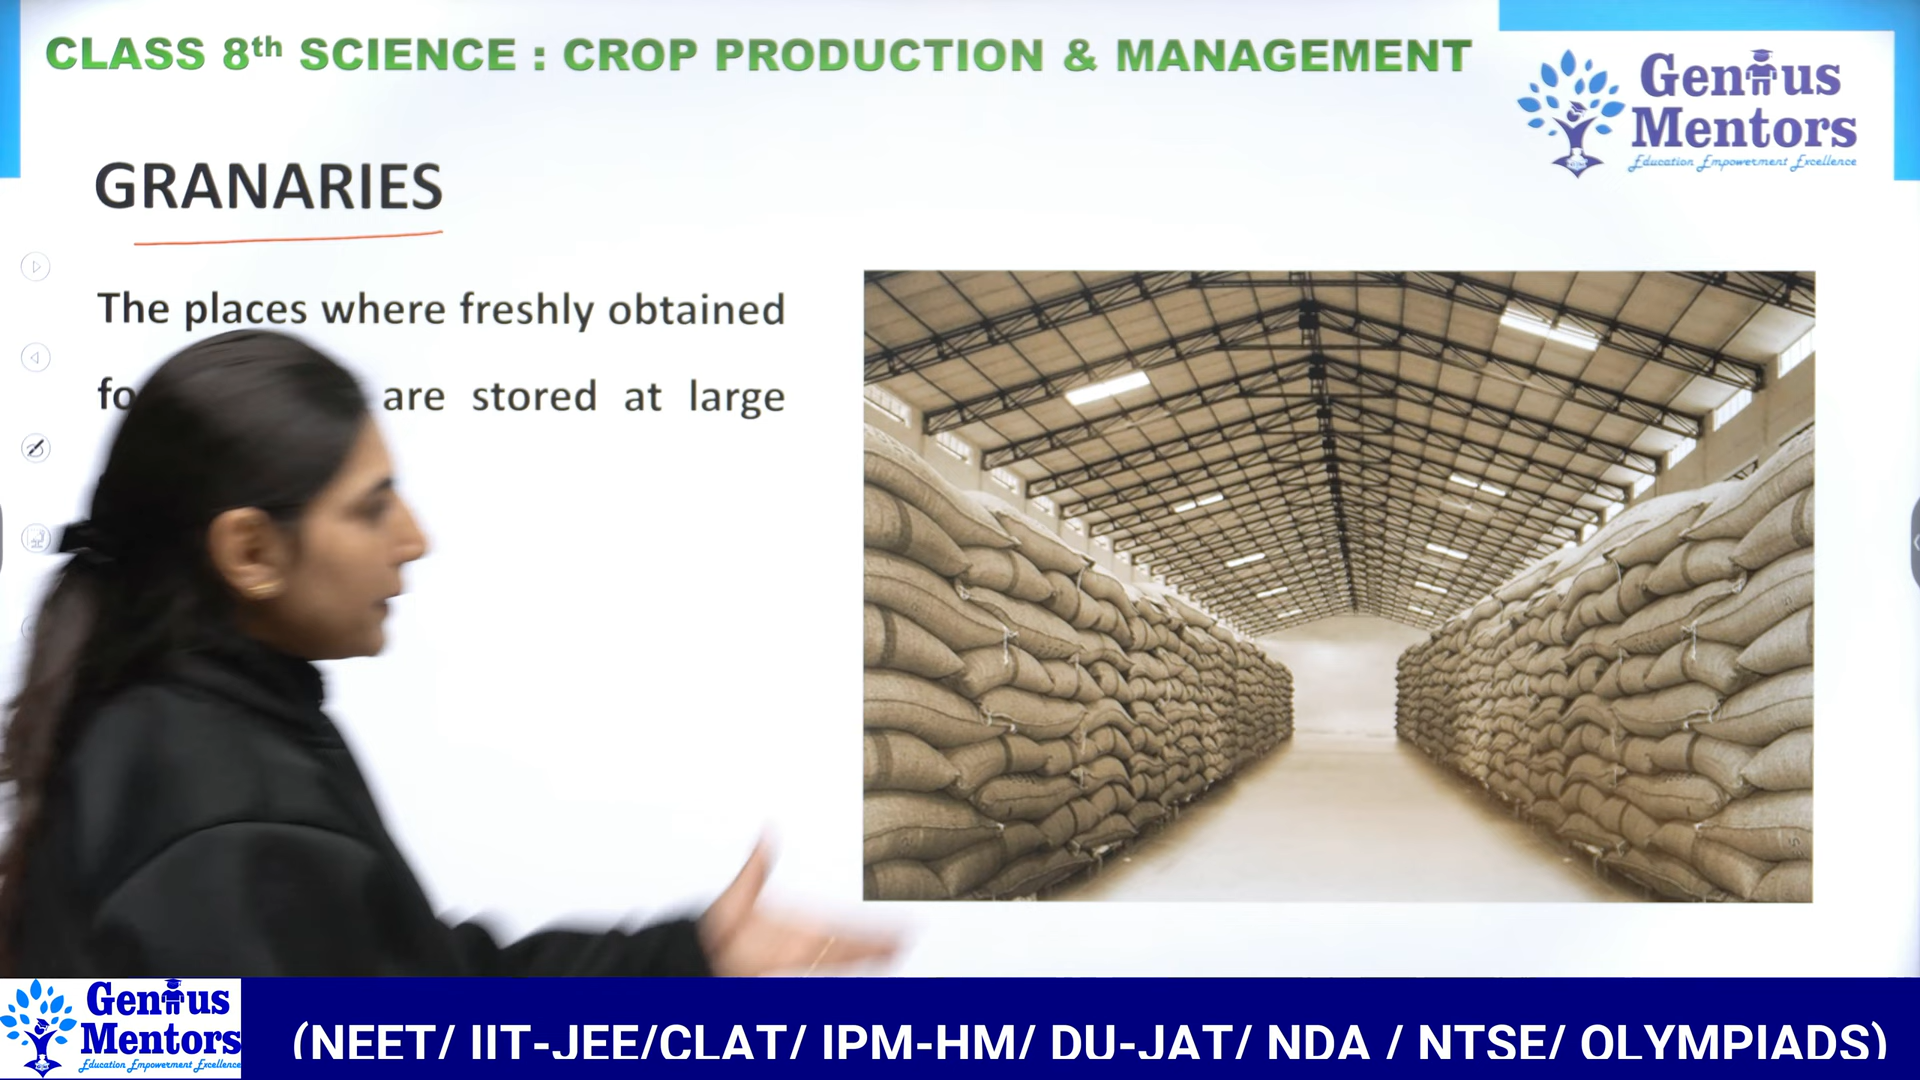 CLASS 8th SCIENCE : CROP PRODUCTION & MANAGEMENT
Genius
Mentors
Education Empowerment Excellence
GRANARIES
The places where freshly obtained
are stored at large
Genius
Mentors
Education Empowerment Excellence
(NEET/ IIT-JEE/CLAT/ IPM-HM/ DU-JAT/ NDA / NTSE/ OLYMPIADS)